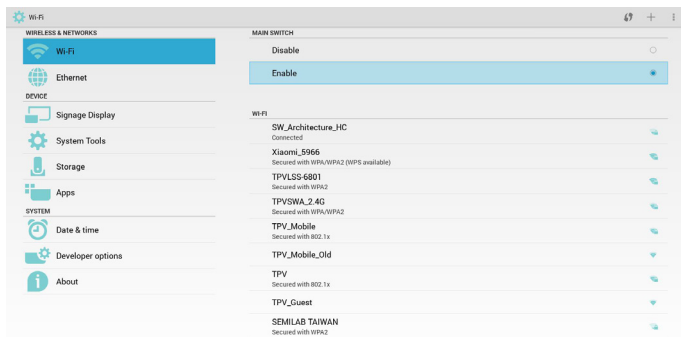 Wi-Fi
WIRELESS & NETWORKS
Wi-Fi
Ethernet
DEVICE
Signage Display
System Tools
Storage
Apps
SYSTEM
Date & time
Developer options
About
MAIN SWITCH
Disable
Enable
WI-FI
SW_Architecture_HC
Connected
Xiaomi_5966
Secured with WPA/WPA2 (WPS available)
TPVLSS-6801
Secured with WPA2
TPVSWA_2.4G
Secured with WPA/WPA2
TPV_Mobile
Secured with 802.1x
TPV_Mobile_Old
TPV
Secured with 802.1x
TPV_Guest
SEMILAB TAIWAN
Secured with WPA2